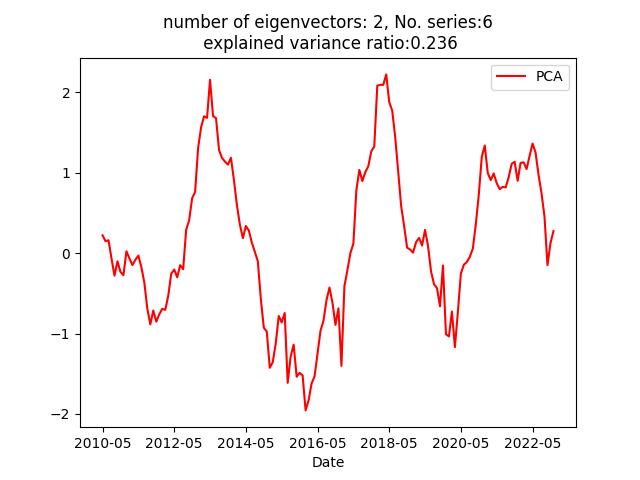 number of eigenvectors: 2, No. series:6
explained variance ratio:0.236
PCA
2
1
0
−1
−2
2010-05 2012-05 2014-05 2016-05 2018-05 2020-05 2022-05
Date